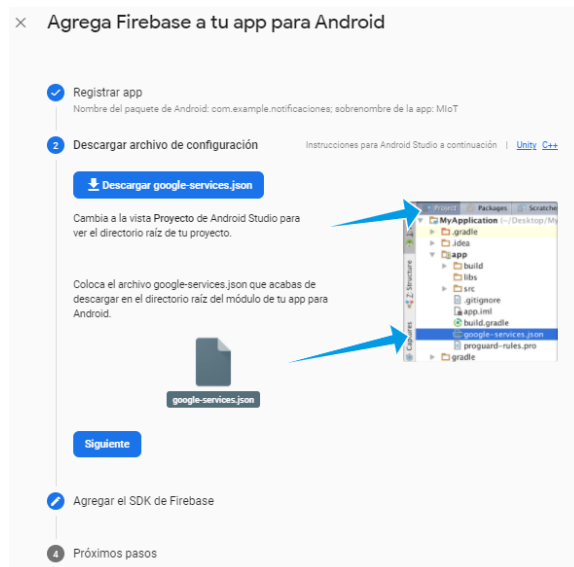 Agrega Firebase a tu app para Android
Registrar app
Nombre del paquete de Android: com.example.notificaciones; sobrenombre de la app: MIoT
2 Descargar archivo de configuración
Instrucciones para Android Studio a continuación | Unity C++
Descargar google-services.json
Cambia a la vista Proyecto de Android Studio para
ver el directorio raíz de tu proyecto.
Coloca el archivo google-services.json que acabas de
descargar en el directorio raíz del módulo de tu app para
Android.
google-services.json
Project Packages Scratche
MyApplication (~/Desktop/My
.gradle
.idea
app
build
libs
src
.gitignore
app.iml
build.gradle
google-services.json
proguard-rules.pro
gradle
Z: Structure
Captures
Siguiente
Agregar el SDK de Firebase
4 Próximos pasos